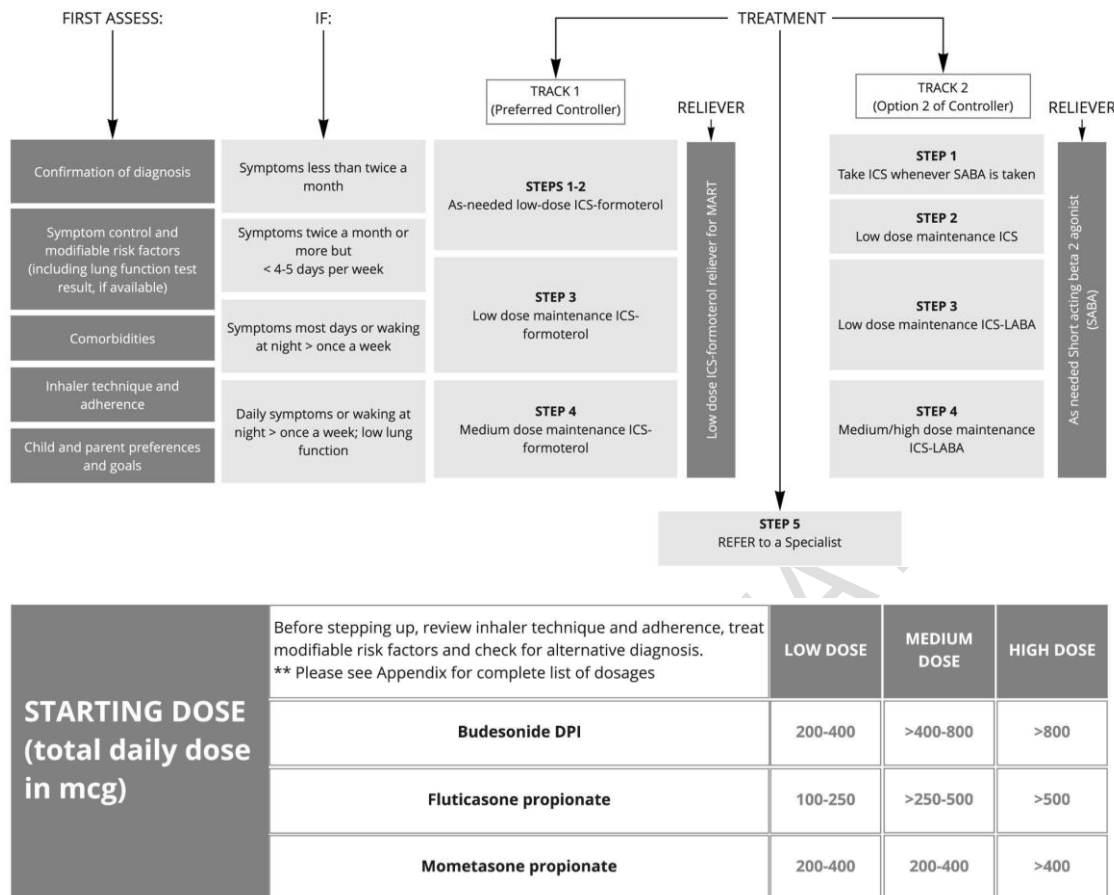 FIRST ASSESS:
IF:
TREATMENT
TRACK 1
(Preferred Controller)
RELIEVER
TRACK 2
(Option 2 of Controller)
RELIEVER
Confirmation of diagnosis
Symptom control and
modifiable risk factors
(including lung function test
result, if available)
Comorbidities
Inhaler technique and
adherence
Child and parent preferences
and goals
Symptoms less than twice a
month
Symptoms twice a month or
more but
< 4-5 days per week
Symptoms most days or waking
at night > once a week
Daily symptoms or waking at
night > once a week; low lung
function
STEPS 1-2
As-needed low-dose ICS-formoterol
STEP 3
Low dose maintenance ICS-
formoterol
STEP 4
Medium dose maintenance ICS-
formoterol
Low dose ICS-formoterol reliever for MART
STEP 1
Take ICS whenever SABA is taken
STEP 2
Low dose maintenance ICS
STEP 3
Low dose maintenance ICS-LABA
STEP 4
Medium/high dose maintenance
ICS-LABA
As needed Short acting beta 2 agonist
(SABA)
STEP 5
REFER to a Specialist
STARTING DOSE
(total daily dose
in mcg)
Before stepping up, review inhaler technique and adherence, treat
modifiable risk factors and check for alternative diagnosis.
** Please see Appendix for complete list of dosages
LOW DOSE
MEDIUM
DOSE
HIGH DOSE
Budesonide DPI
200-400
>400-800
>800
Fluticasone propionate
100-250
>250-500
>500
Mometasone propionate
200-400
200-400
>400